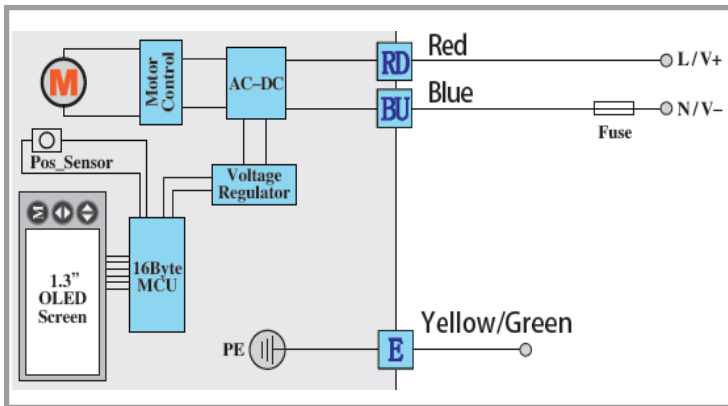 M
Motor
Control
AC-DC
RD
Red
L/V+
BU
Blue
N/V-
Fuse
Pos_Sensor
Voltage
Regulator
M
1.3"
OLED
Screen
16Byte
MCU
PE
E
Yellow/Green